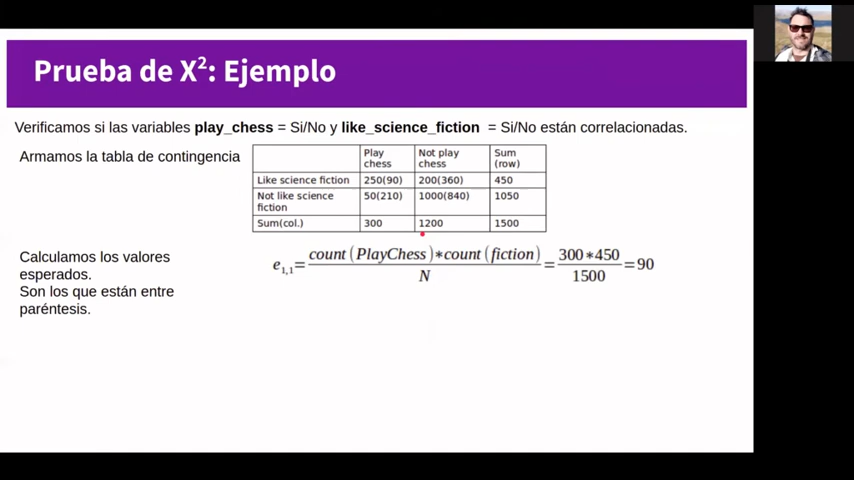 Prueba de X²: Ejemplo
Verificamos si las variables play_chess = Si/No y like_science_fiction = Si/No están correlacionadas.
Armamos la tabla de contingencia
Play chess Not play chess Sum (row)
Like science fiction 250(90) 200(360) 450
Not like science fiction 50(210) 1000(840) 1050
Sum(col.) 300 1200 1500
Calculamos los valores
esperados.
Son los que están entre
paréntesis.
e1,1 = count (PlayChess)*count (fiction) / N = 300*450 / 1500 = 90